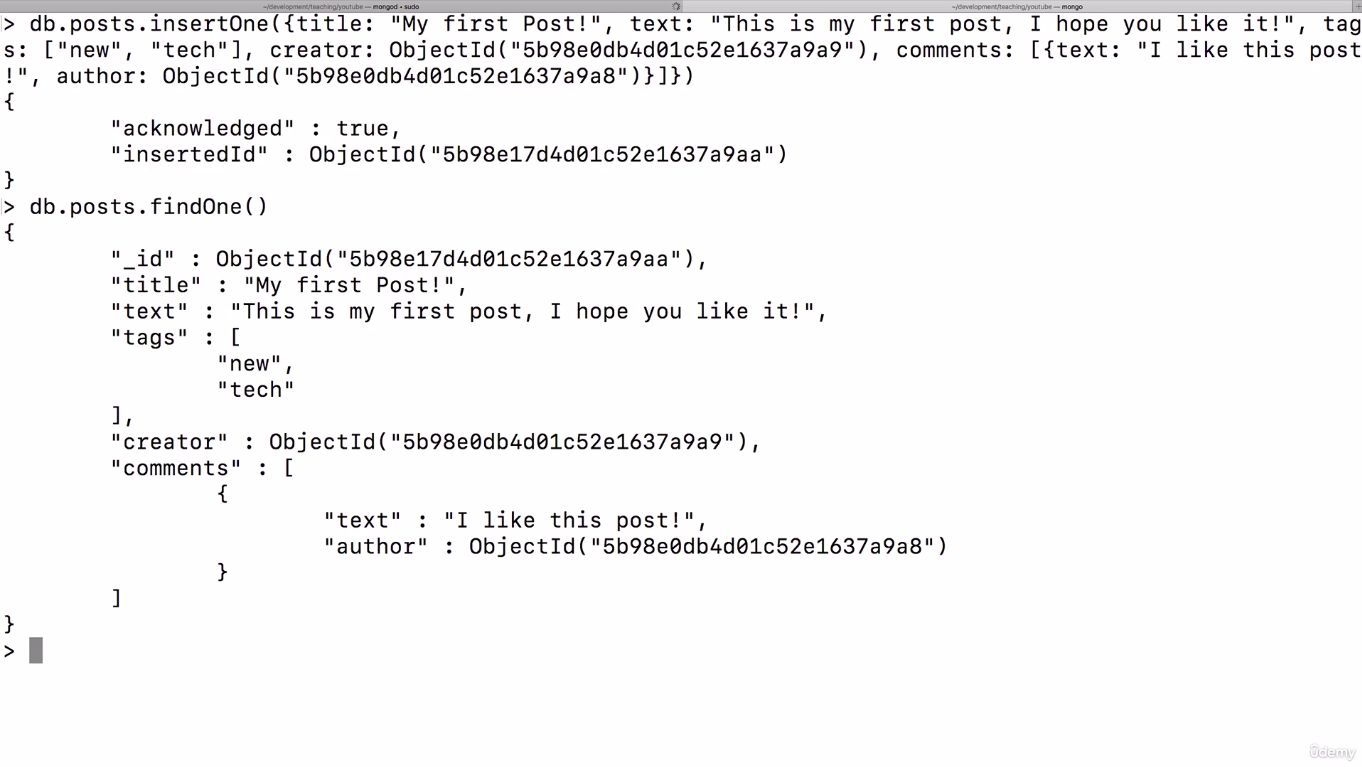 ~/development/teaching/youtube — mongod • sudo ~/development/teaching/youtube — mongo
> db.posts.insertOne({title: "My first Post!", text: "This is my first post, I hope you like it!", tag
s: ["new", "tech"], creator: ObjectId("5b98e0db4d01c52e1637a9a9"), comments: [{text: "I like this post
!", author: ObjectId("5b98e0db4d01c52e1637a9a8")}]})
{
"acknowledged" : true,
"insertedId" : ObjectId("5b98e17d4d01c52e1637a9aa")
}
> db.posts.findOne()
{
"_id" : ObjectId("5b98e17d4d01c52e1637a9aa"),
"title" : "My first Post!",
"text" : "This is my first post, I hope you like it!",
"tags" : [
"new",
"tech"
],
"creator" : ObjectId("5b98e0db4d01c52e1637a9a9"),
"comments" : [
{
"text" : "I like this post!",
"author" : ObjectId("5b98e0db4d01c52e1637a9a8")
}
]
}
>
ûdemy